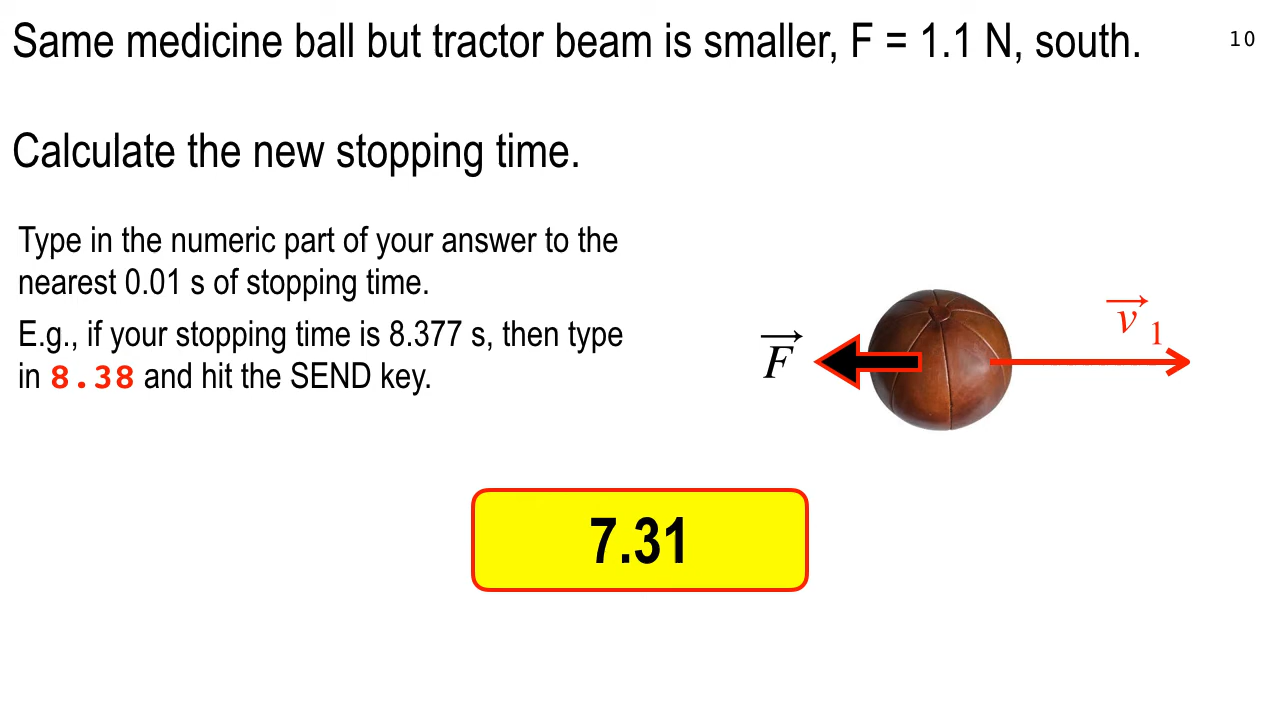 Same medicine ball but tractor beam is smaller, F = 1.1 N, south.
10
Calculate the new stopping time.
Type in the numeric part of your answer to the
nearest 0.01 s of stopping time.
E.g., if your stopping time is 8.377 s, then type
in 8.38 and hit the SEND key.
F
v 1
7.31